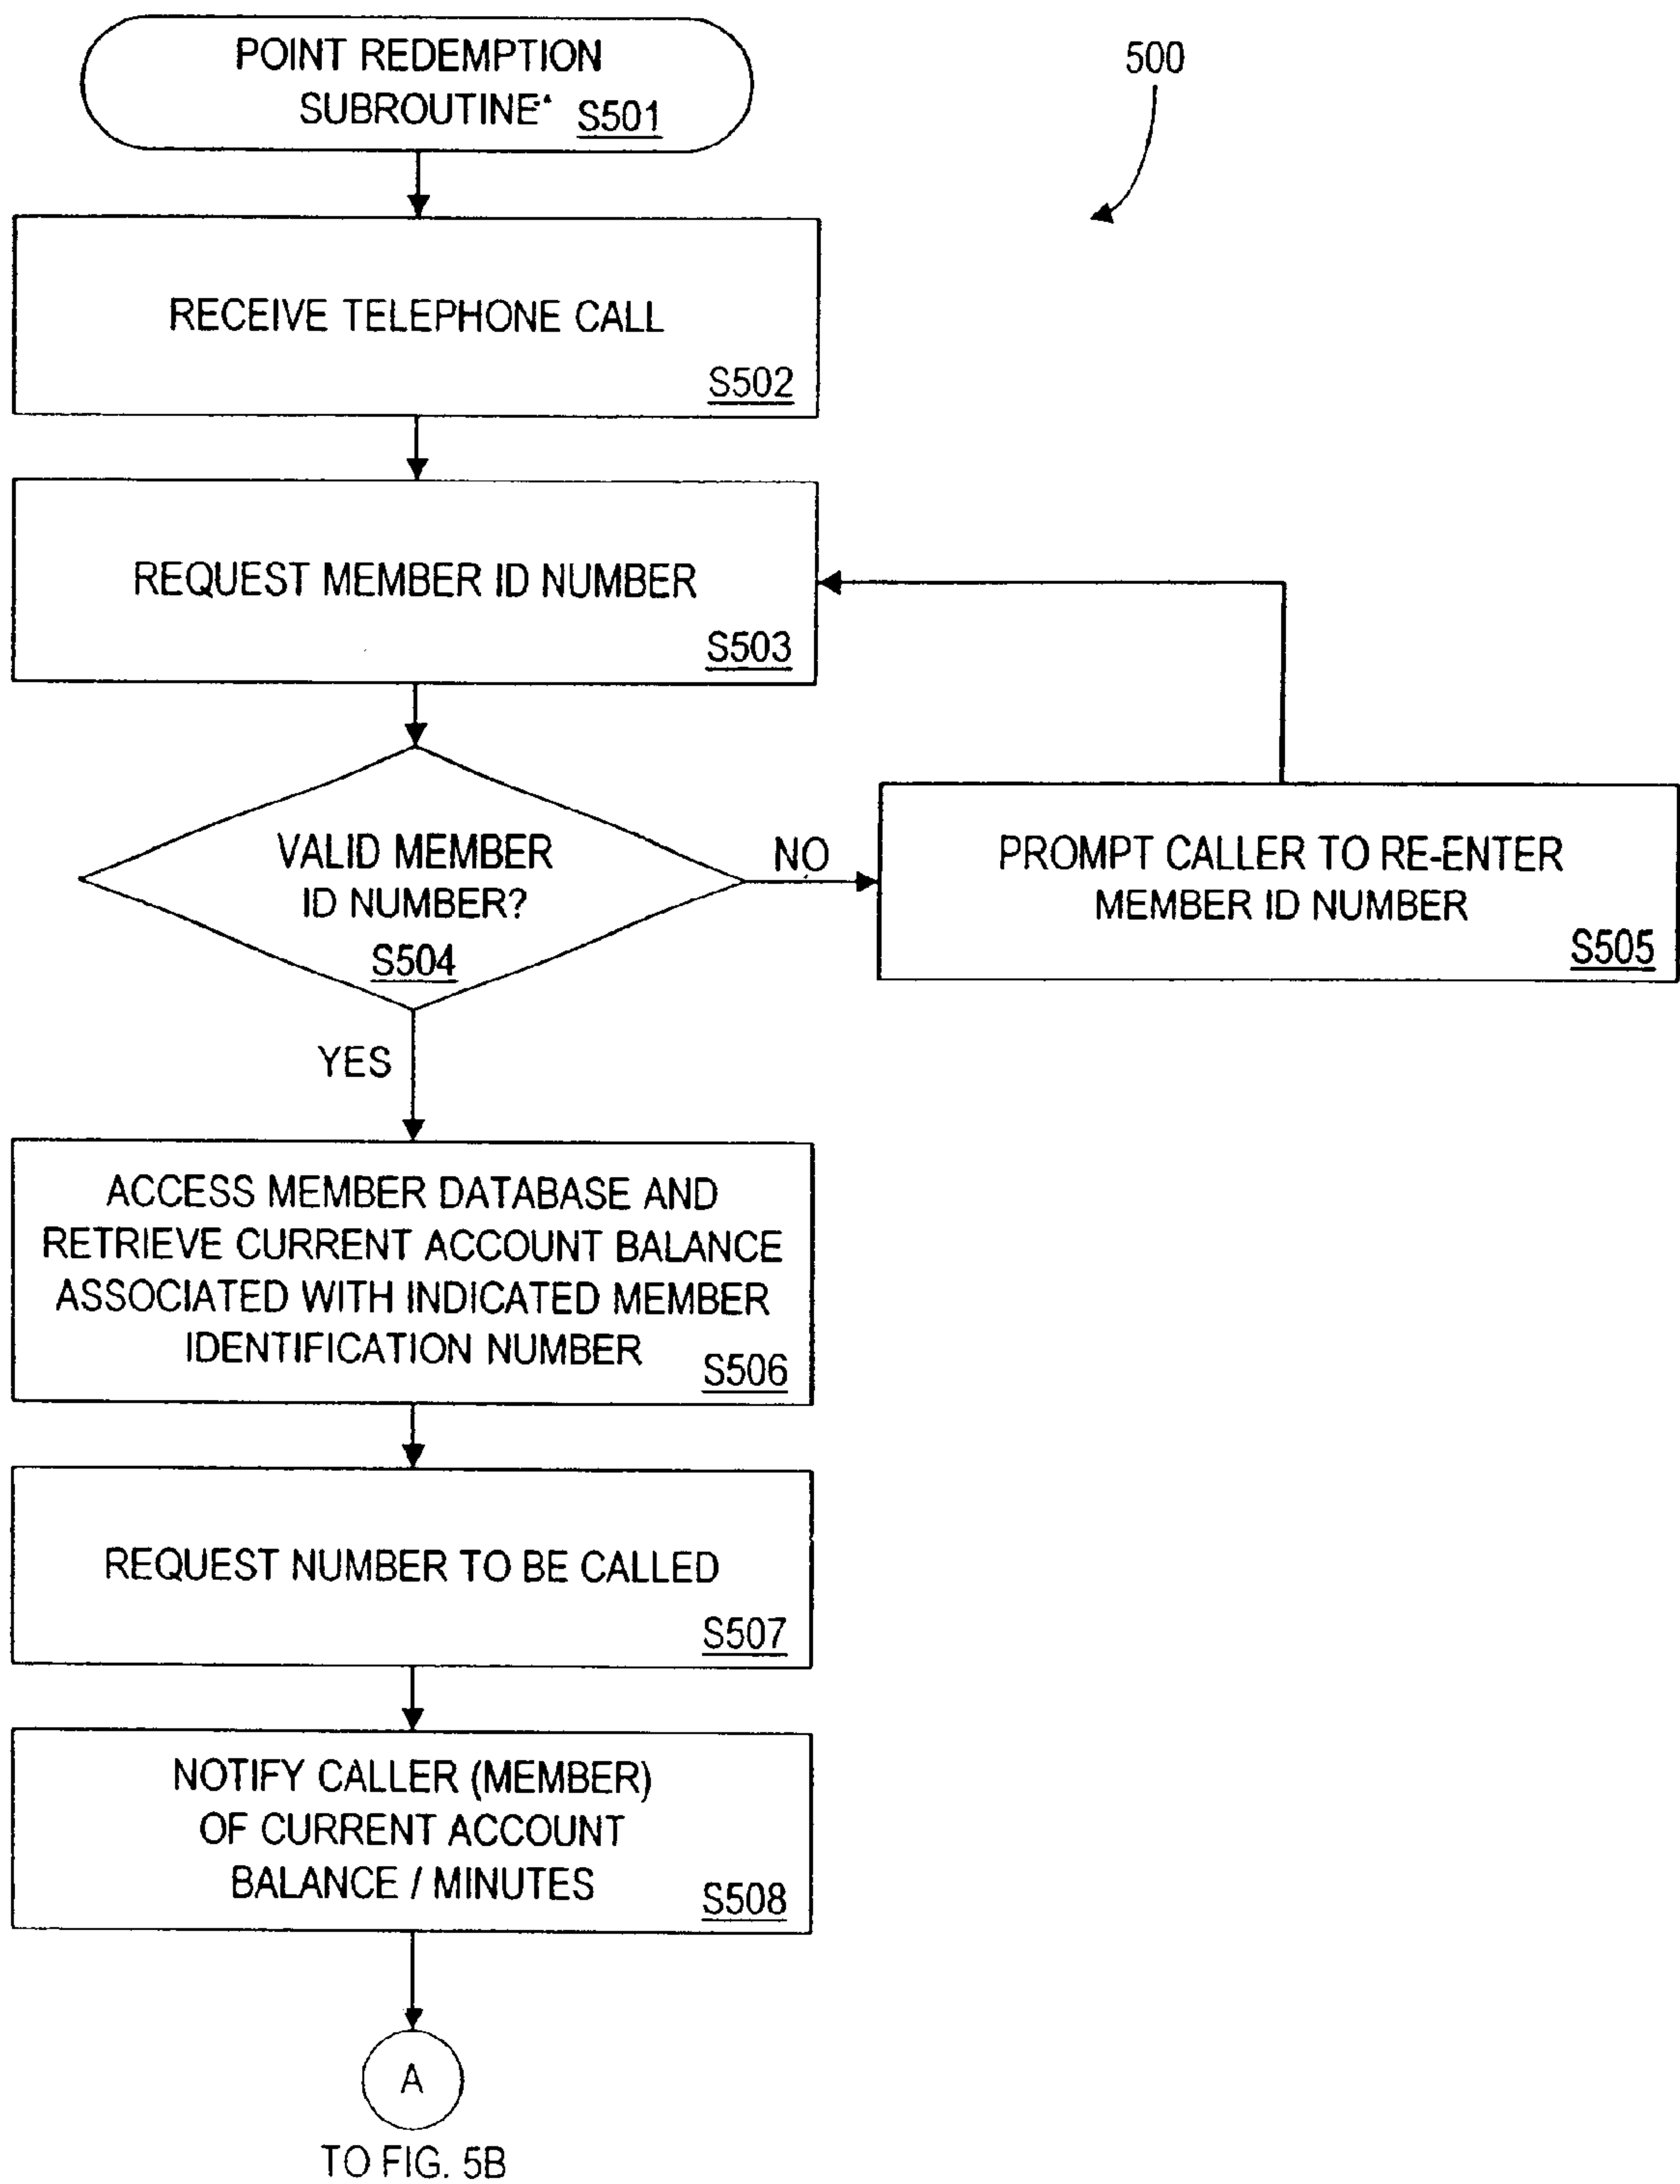 POINT REDEMPTION
SUBROUTINE S501
500
RECEIVE TELEPHONE CALL
S502
REQUEST MEMBER ID NUMBER
S503
VALID MEMBER
ID NUMBER?
S504
NO
PROMPT CALLER TO RE-ENTER
MEMBER ID NUMBER
S505
YES
ACCESS MEMBER DATABASE AND
RETRIEVE CURRENT ACCOUNT BALANCE
ASSOCIATED WITH INDICATED MEMBER
IDENTIFICATION NUMBER
S506
REQUEST NUMBER TO BE CALLED
S507
NOTIFY CALLER (MEMBER)
OF CURRENT ACCOUNT
BALANCE / MINUTES
S508
A
TO FIG. 5B